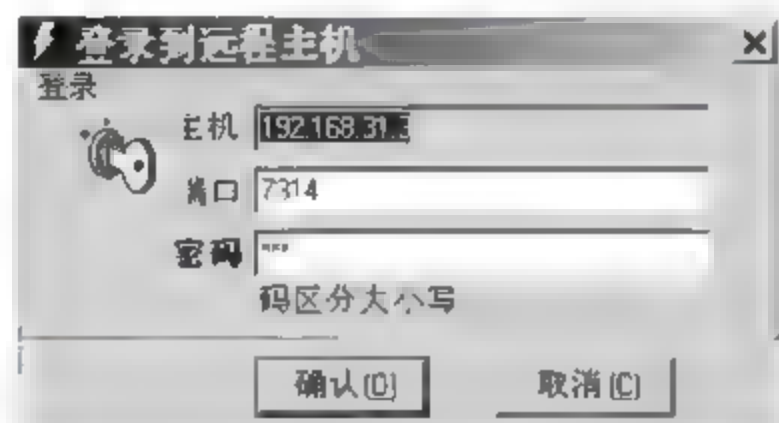 登录到远程主机
登录
主机 192.168.31.3
端口 7314
密码 ***
码区分大小写
确认(O) 取消(C)